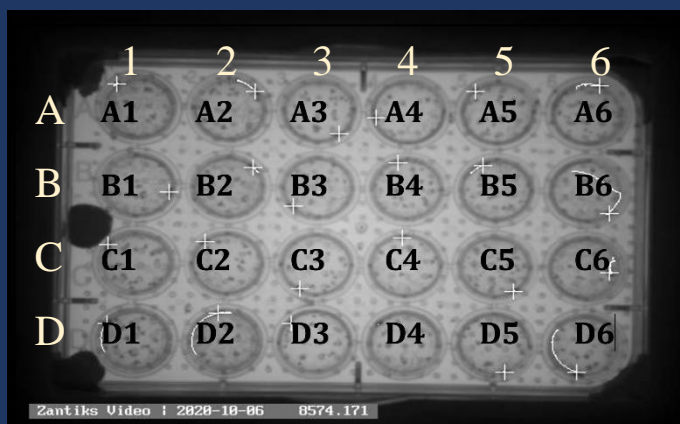 1 2 3 4 5 6
A A1 A2 A3 A4 A5 A6
B B1 B2 B3 B4 B5 B6
C C1 C2 C3 C4 C5 C6
D D1 D2 D3 D4 D5 D6
Zantiks Video ¦ 2020-10-06 8574.171